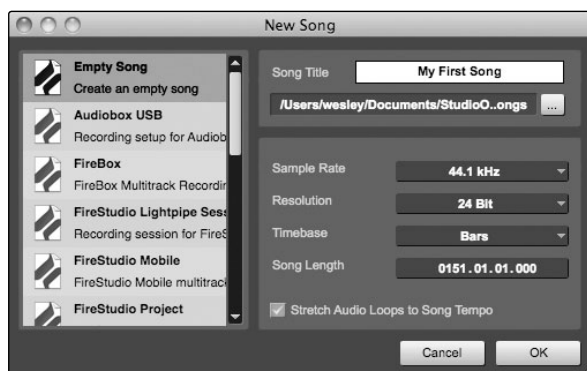 New Song
Empty Song
Create an empty song
Audiobox USB
Recording setup for Audiob
FireBox
FireBox Multitrack Recordin
FireStudio Lightpipe Sess
Recording session for FireS
FireStudio Mobile
FireStudio Mobile multitrack
FireStudio Project
Song Title
My First Song
/Users/wesley/Documents/StudioO..ongs
...
Sample Rate
44.1 kHz
Resolution
24 Bit
Timebase
Bars
Song Length
0151.01.01.000
Stretch Audio Loops to Song Tempo
Cancel
OK